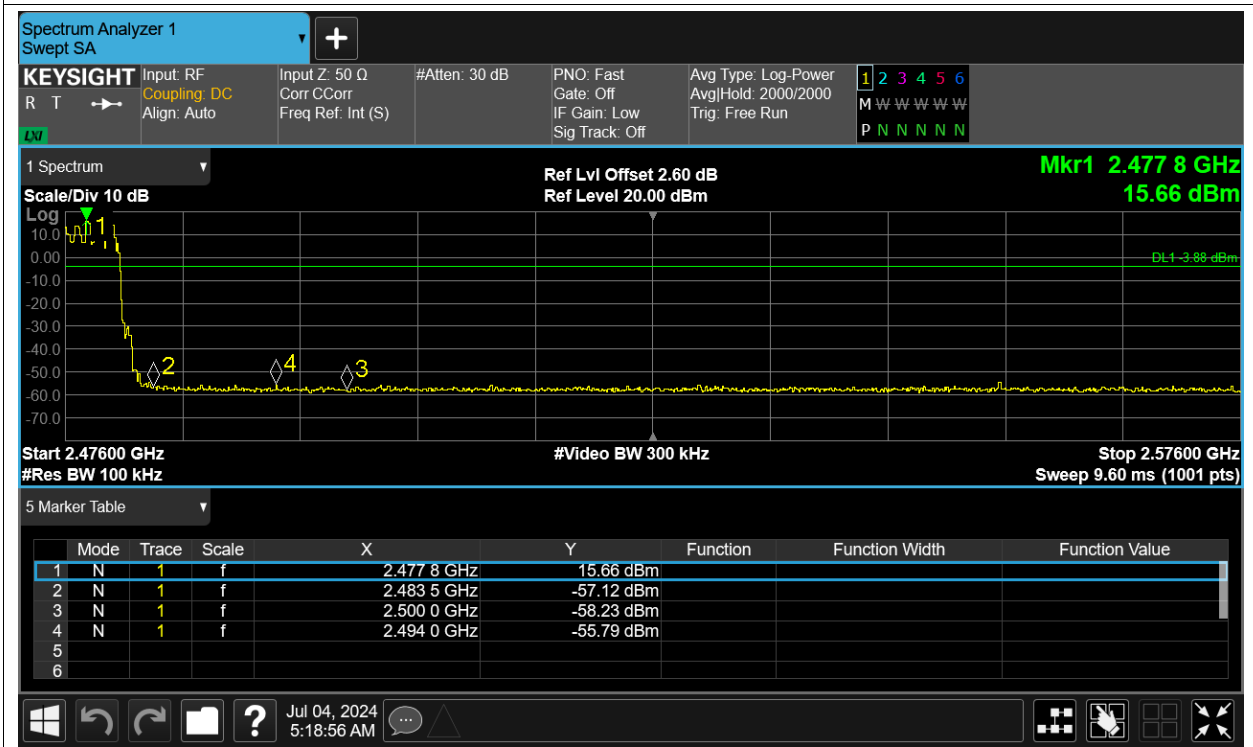 Spectrum Analyzer 1
Swept SA
KEYSIGHT
R T
LXI
Input: RF
Coupling: DC
Align: Auto
Input Z: 50 Ω
Corr CCorr
Freq Ref: Int (S)
#Atten: 30 dB
PNO: Fast
Gate: Off
IF Gain: Low
Sig Track: Off
Avg Type: Log-Power
Avg|Hold: 2000/2000
Trig: Free Run
1 2 3 4 5 6
M W W W W W
P N N N N N
1 Spectrum
Scale/Div 10 dB
Ref Lvl Offset 2.60 dB
Ref Level 20.00 dBm
Mkr1 2.477 8 GHz
15.66 dBm
Log
10.0
0.00
-10.0
-20.0
-30.0
-40.0
-50.0
-60.0
-70.0
1
2
4
3
DL1 -3.88 dBm
Start 2.47600 GHz
#Res BW 100 kHz
#Video BW 300 kHz
Stop 2.57600 GHz
Sweep 9.60 ms (1001 pts)
5 Marker Table
Mode Trace Scale X Y Function Function Width Function Value
1 N 1 f 2.477 8 GHz 15.66 dBm
2 N 1 f 2.483 5 GHz -57.12 dBm
3 N 1 f 2.500 0 GHz -58.23 dBm
4 N 1 f 2.494 0 GHz -55.79 dBm
5
6
?
Jul 04, 2024
5:18:56 AM